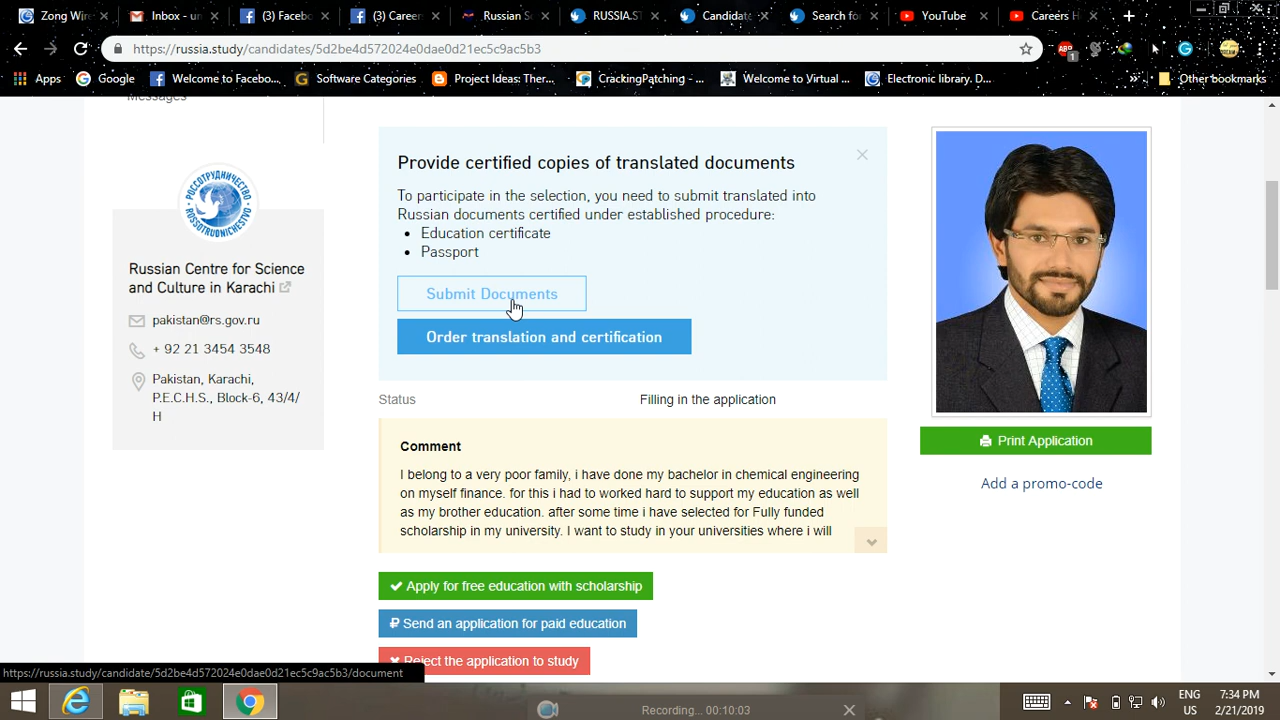 Zong Wire
Inbox - un
(3) Facebo
(3) Career
Russian Sc
RUSSIA.ST
Candidat
Search for
YouTube
Careers H
https://russia.study/candidates/5d2be4d572024e0dae0d21ec5c9ac5b3
ABP
1
Apps
Google
Welcome to Facebo...
Software Categories
Project Ideas: Ther...
CrackingPatching - ...
Welcome to Virtual ...
Electronic library. D...
»
Other bookmarks
Messages
РОССОТРУДНИЧЕСТВО
ROSSOTRUDNICHESTVO
Russian Centre for Science
and Culture in Karachi
pakistan@rs.gov.ru
+ 92 21 3454 3548
Pakistan, Karachi,
P.E.C.H.S., Block-6, 43/4/
H
Provide certified copies of translated documents
To participate in the selection, you need to submit translated into
Russian documents certified under established procedure:
• Education certificate
• Passport
Submit Documents
Order translation and certification
Status
Filling in the application
Comment
I belong to a very poor family, i have done my bachelor in chemical engineering
on myself finance. for this i had to worked hard to support my education as well
as my brother education. after some time i have selected for Fully funded
scholarship in my university. I want to study in your universities where i will
Apply for free education with scholarship
₽ Send an application for paid education
Reject the application to study
Print Application
Add a promo-code
https://russia.study/candidate/5d2be4d572024e0dae0d21ec5c9ac5b3/document
Recording... 00:10:03
ENG
US
7:34 PM
2/21/2019